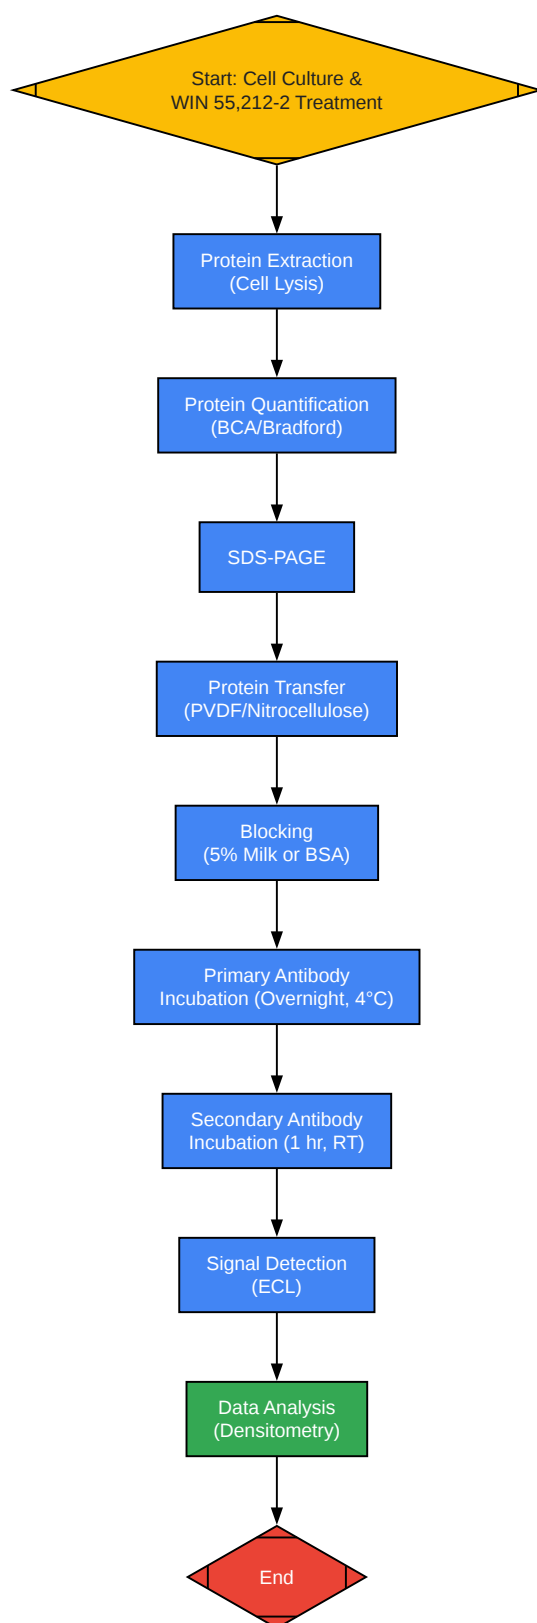 Start: Cell Culture &
WIN 55,212-2 Treatment
Protein Extraction
(Cell Lysis)
Protein Quantification
(BCA/Bradford)
SDS-PAGE
Protein Transfer
(PVDF/Nitrocellulose)
Blocking
(5% Milk or BSA)
Primary Antibody
Incubation (Overnight, 4°C)
Secondary Antibody
Incubation (1 hr, RT)
Signal Detection
(ECL)
Data Analysis
(Densitometry)
End